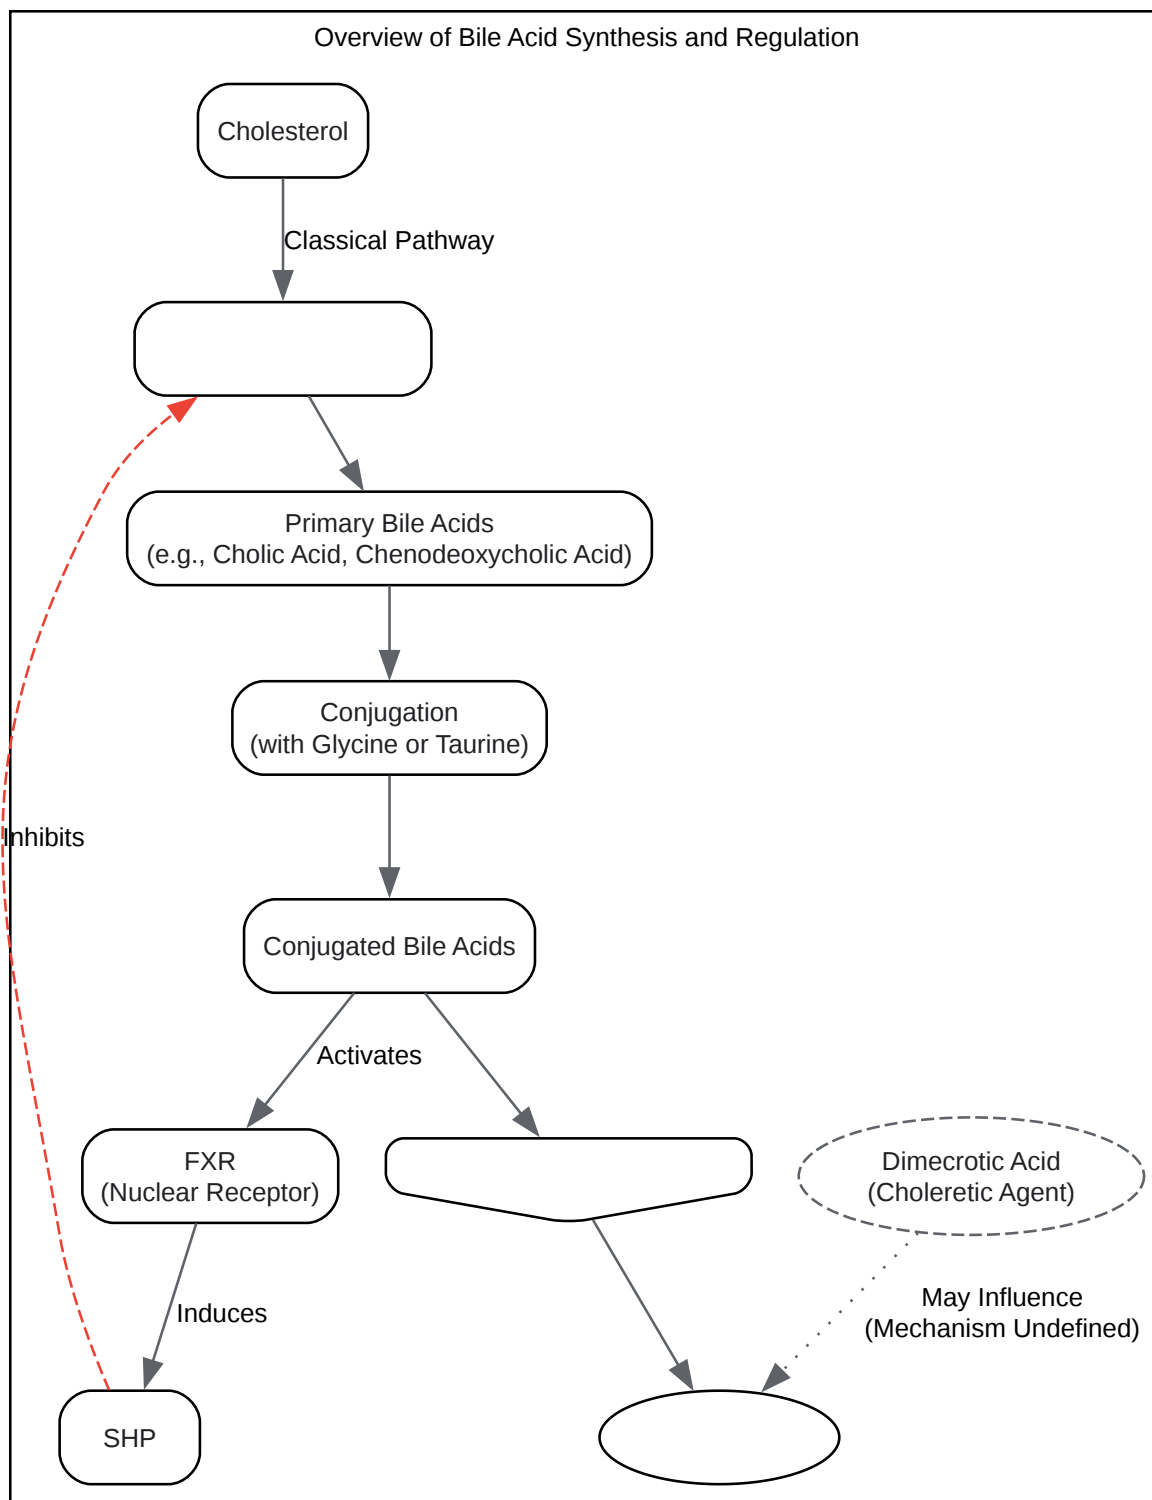 Overview of Bile Acid Synthesis and Regulation
Cholesterol
Classical Pathway
Primary Bile Acids
(e.g., Cholic Acid, Chenodeoxycholic Acid)
Conjugation
(with Glycine or Taurine)
Inhibits
Conjugated Bile Acids
Activates
FXR
(Nuclear Receptor)
Dimecrotic Acid
(Choleretic Agent)
Induces
May Influence
(Mechanism Undefined)
SHP